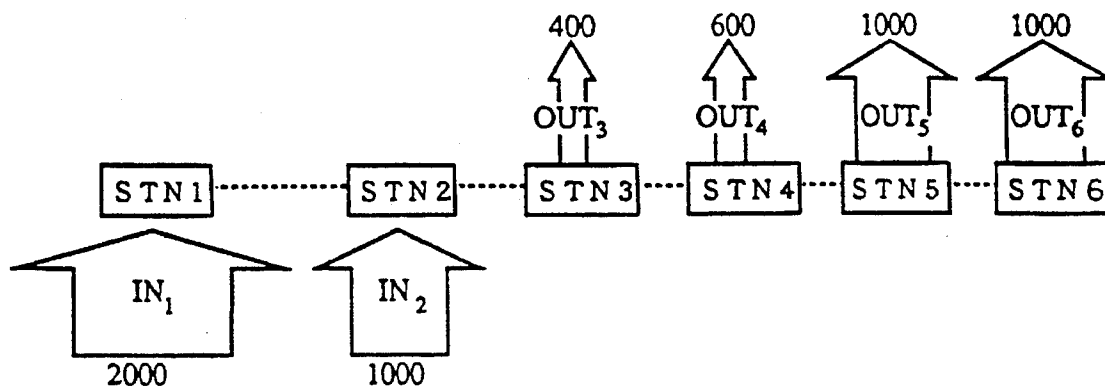 400 600 1000 1000
OUT₃ OUT₄ OUT₅ OUT₆
STN1 STN2 STN3 STN4 STN5 STN6
IN₁ IN₂
2000 1000